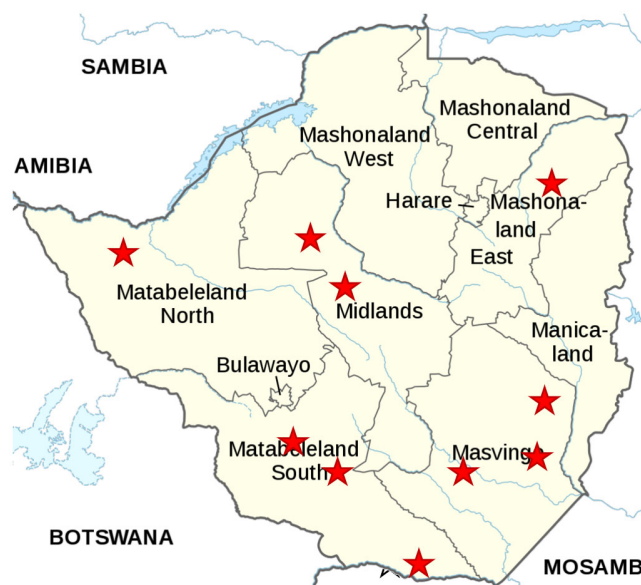 SAMBIA
Mashonaland
Central
Mashonaland
West
AMIBIA
Harare
Mashona-
land
East
Matabeleland
North
Midlands
Manica-
land
Bulawayo
Matabeleland
South
Masvingo
BOTSWANA
MOSAMB